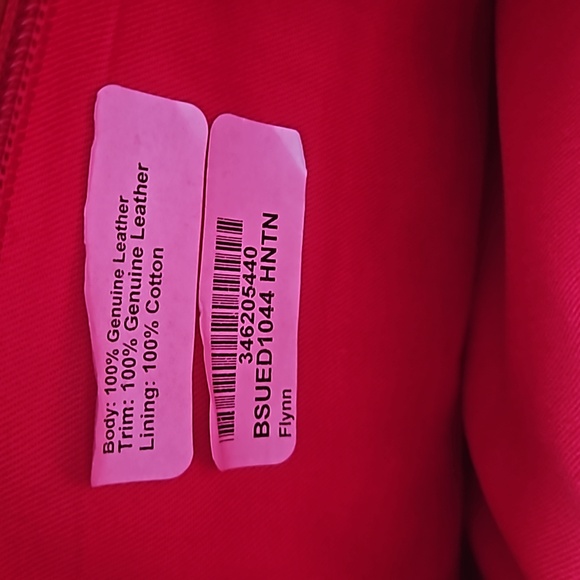 Body: 100% Genuine Leather
Trim: 100% Genuine Leather
Lining: 100% Cotton
346205440
BSUED1044 HNTN
Flynn